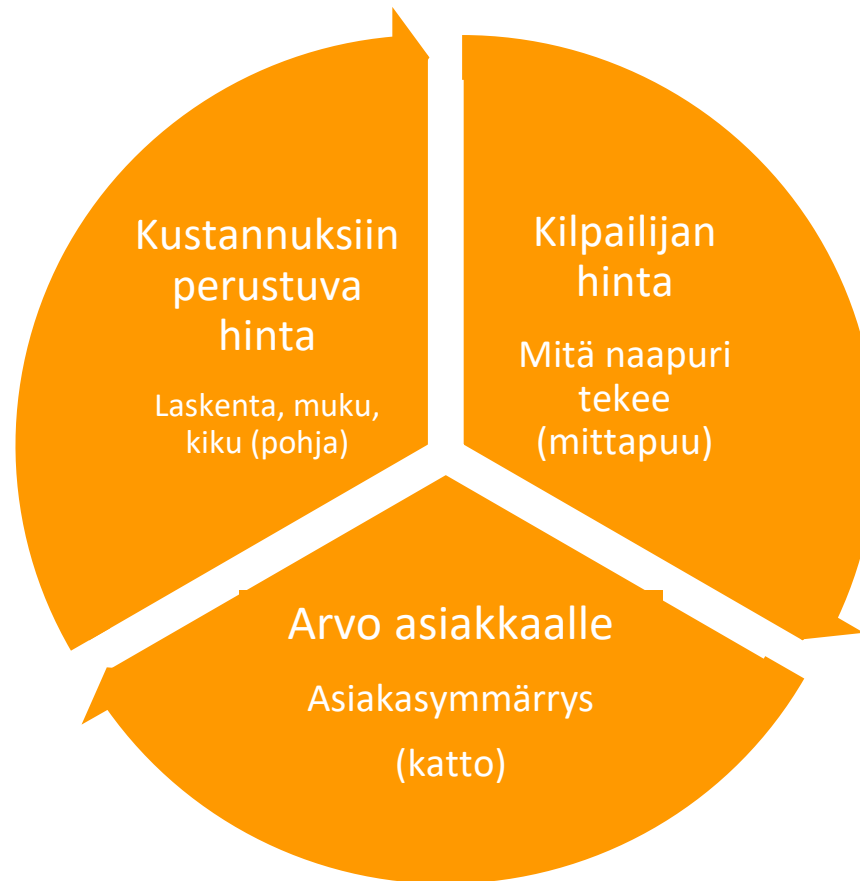 Kustannuksiin
perustuva
hinta
Laskenta, muku,
kiku (pohja)
Kilpailijan
hinta
Mitä naapuri
tekee
(mittapuu)
Arvo asiakkaalle
Asiakasymmärrys
(katto)